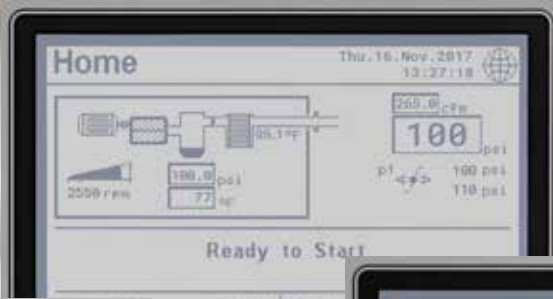 Home
Thu.16.Nov.2017
13:27:18
265.0 cfm
100 psi
95.1 °F
2550 rpm
100.0 psi
77 °F
p1
100 psi
110 psi
Ready to Start